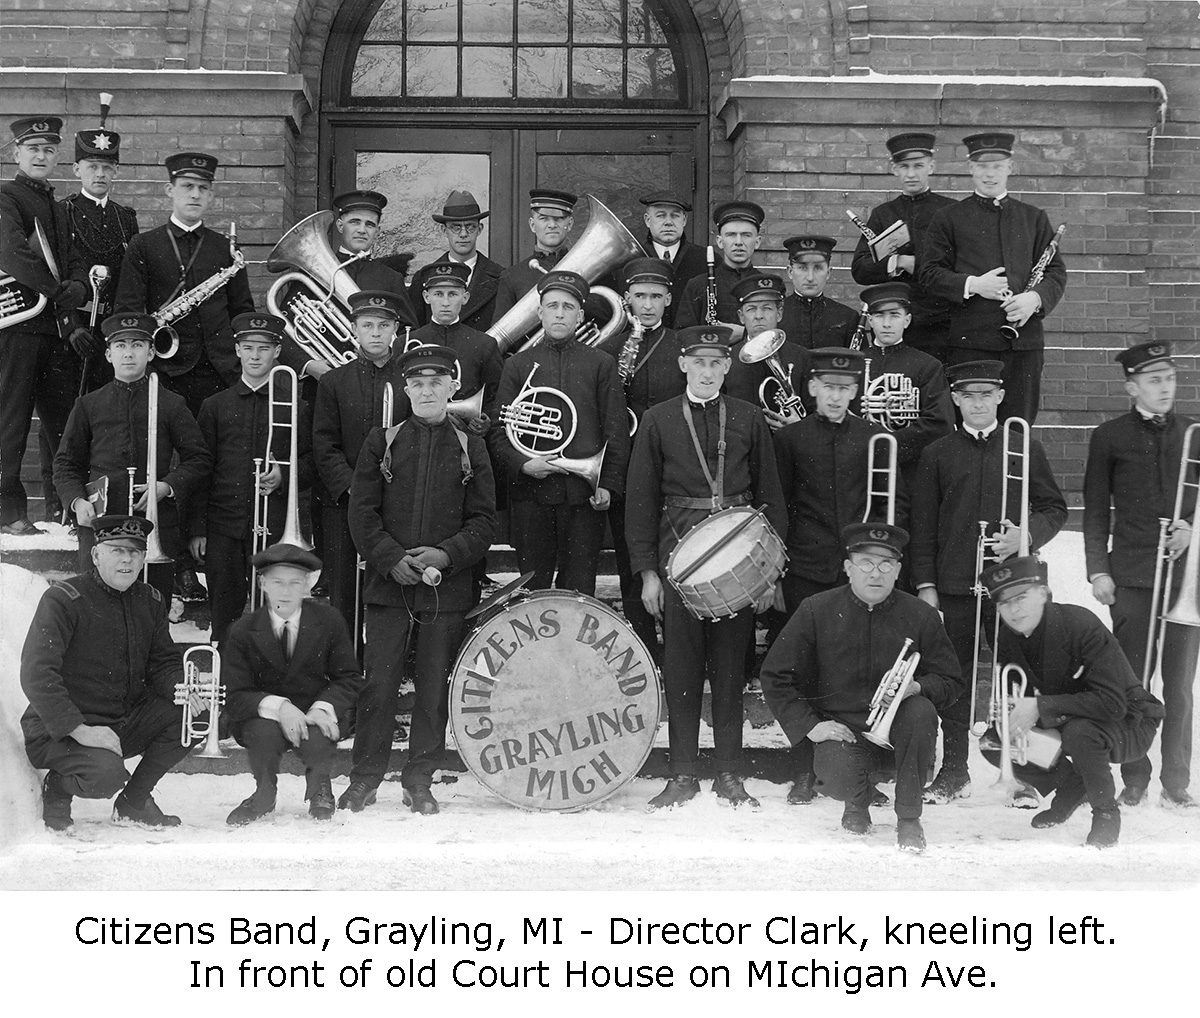 CITIZENS BAND
GRAYLING
MICH
Citizens Band, Grayling, MI - Director Clark, kneeling left.
In front of old Court House on MIchigan Ave.